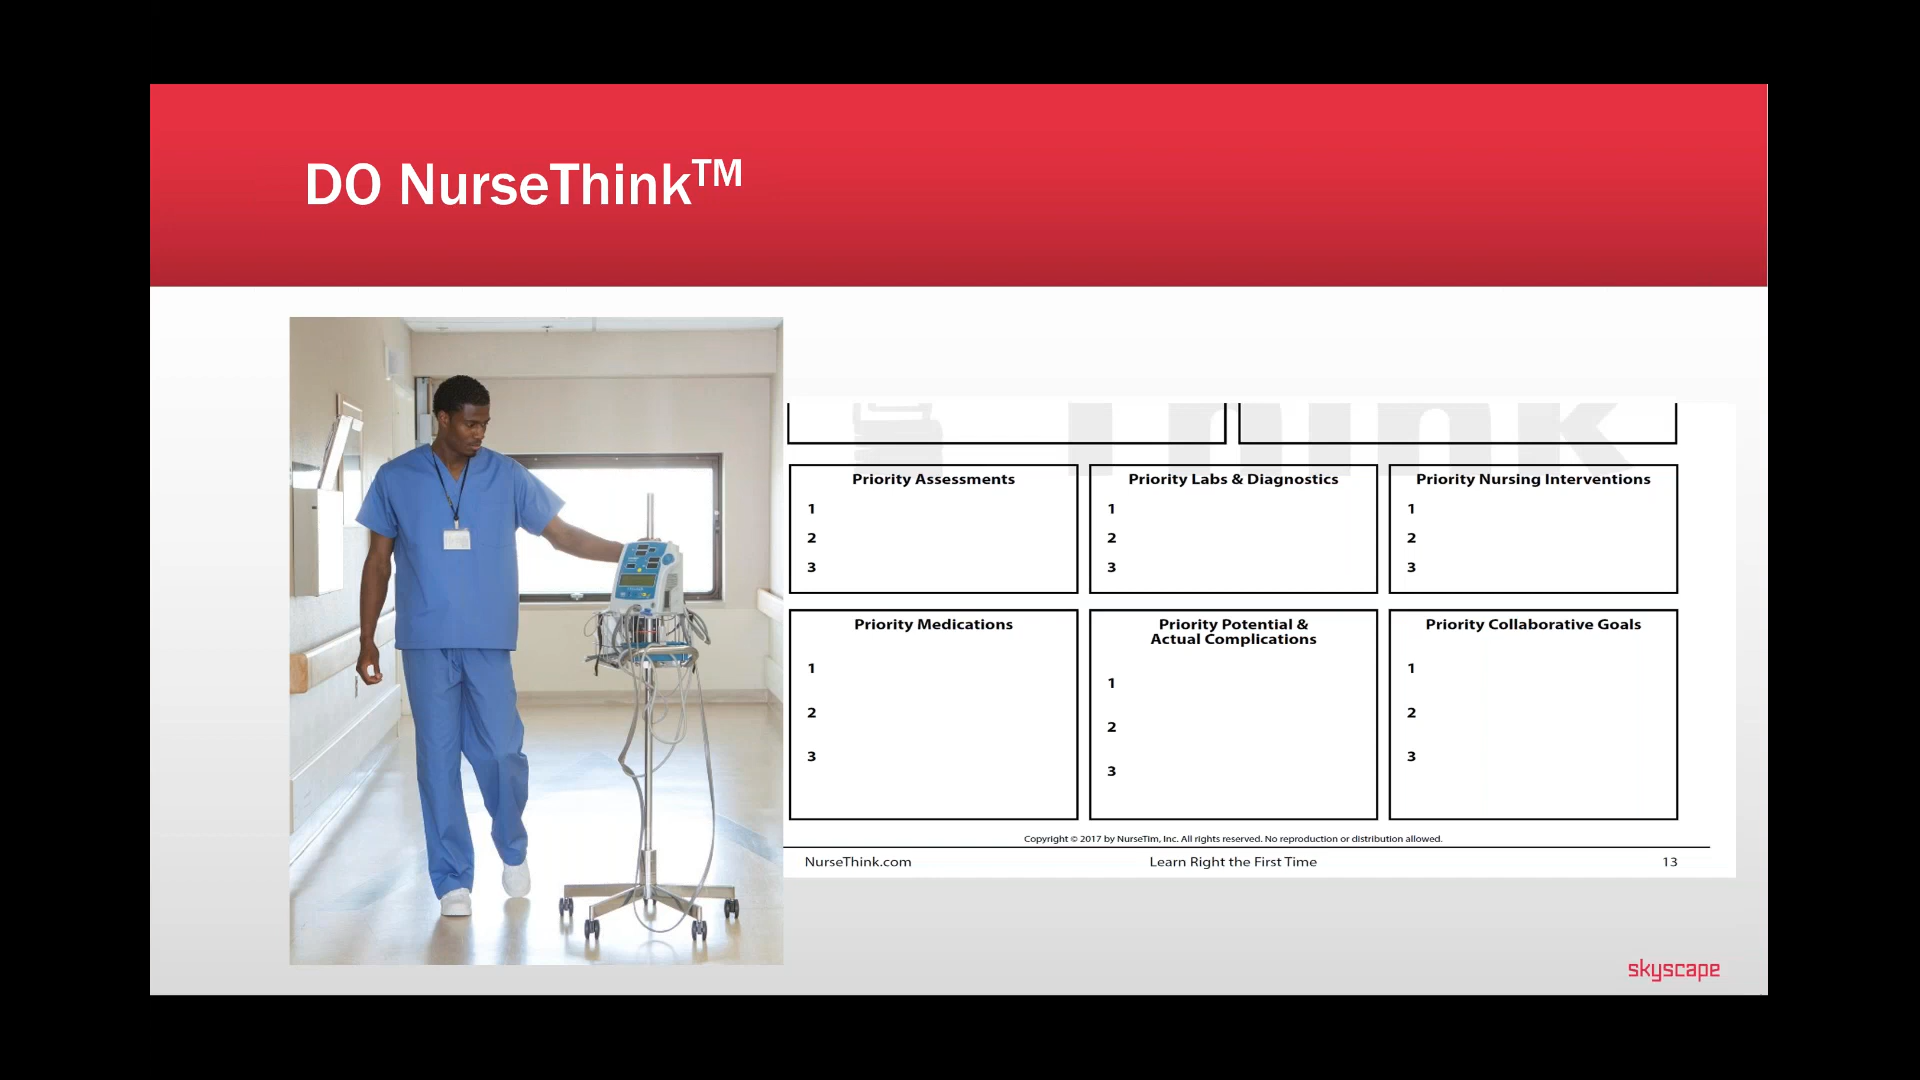 DO NurseThink™
Think
Priority Assessments
1
2
3
Priority Labs & Diagnostics
1
2
3
Priority Nursing Interventions
1
2
3
Priority Medications
1
2
3
Priority Potential &
Actual Complications
1
2
3
Priority Collaborative Goals
1
2
3
Copyright © 2017 by NurseTim, Inc. All rights reserved. No reproduction or distribution allowed.
NurseThink.com
Learn Right the First Time
13
skyscape